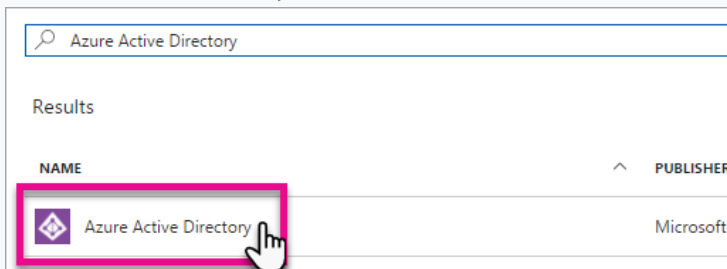 Azure Active Directory
Results
NAME PUBLISHER
Azure Active Directory Microsoft